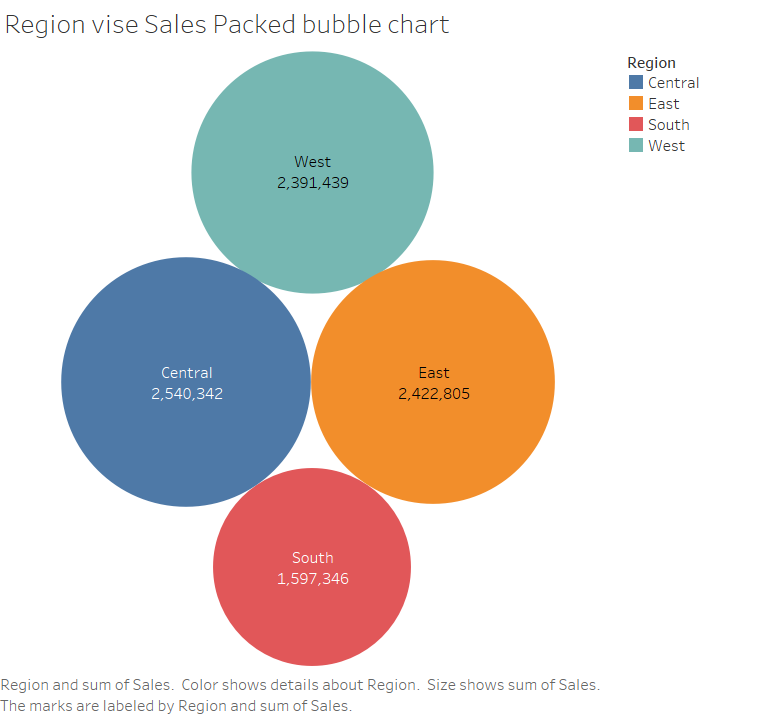 Region vise Sales Packed bubble chart
Region
Central
East
South
West
West
2,391,439
Central
2,540,342
East
2,422,805
South
1,597,346
Region and sum of Sales.  Color shows details about Region.  Size shows sum of Sales.
The marks are labeled by Region and sum of Sales.